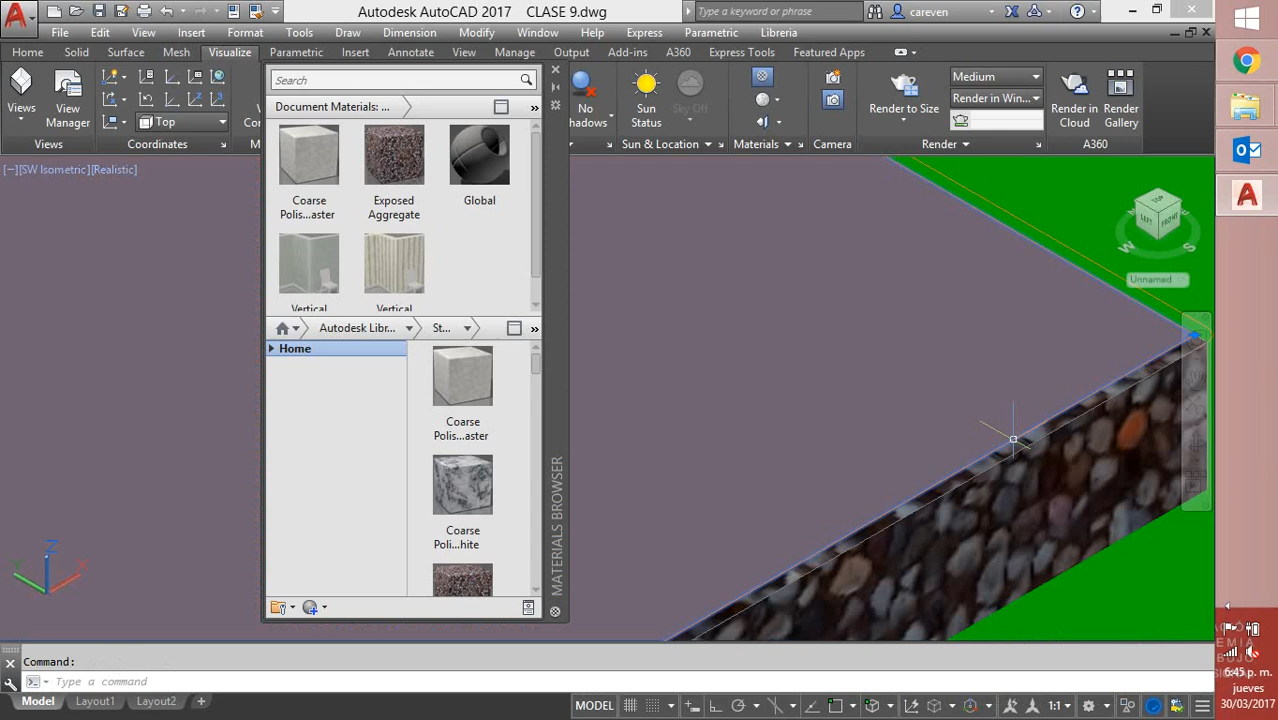 Autodesk AutoCAD 2017 CLASE 9.dwg
Type a keyword or phrase
careven
File Edit View Insert Format Tools Draw Dimension Modify Window Help Express Parametric Libreria
Home Solid Surface Mesh Visualize Parametric Insert Annotate View Manage Output Add-ins A360 Express Tools Featured Apps
Views
View Manager
Views
Top
Coordinates
No Shadows
Sun Status
Sky Off
Sun & Location
Materials
Camera
Render to Size
Medium
Render in Win...
Render
Render in Cloud
Render Gallery
A360
Search
Document Materials: ...
Coarse Polis...aster
Exposed Aggregate
Global
Vertical
Vertical
Autodesk Libr...
St...
Home
Coarse Polis...aster
Coarse Poli...hite
MATERIALS BROWSER
[−][SW Isometric][Realistic]
TOP
LEFT
FRONT
W
S
Unnamed
Z
Y
X
Command:
Type a command
Model Layout1 Layout2 +
MODEL
1:1
6:45 p. m.
jueves
30/03/2017